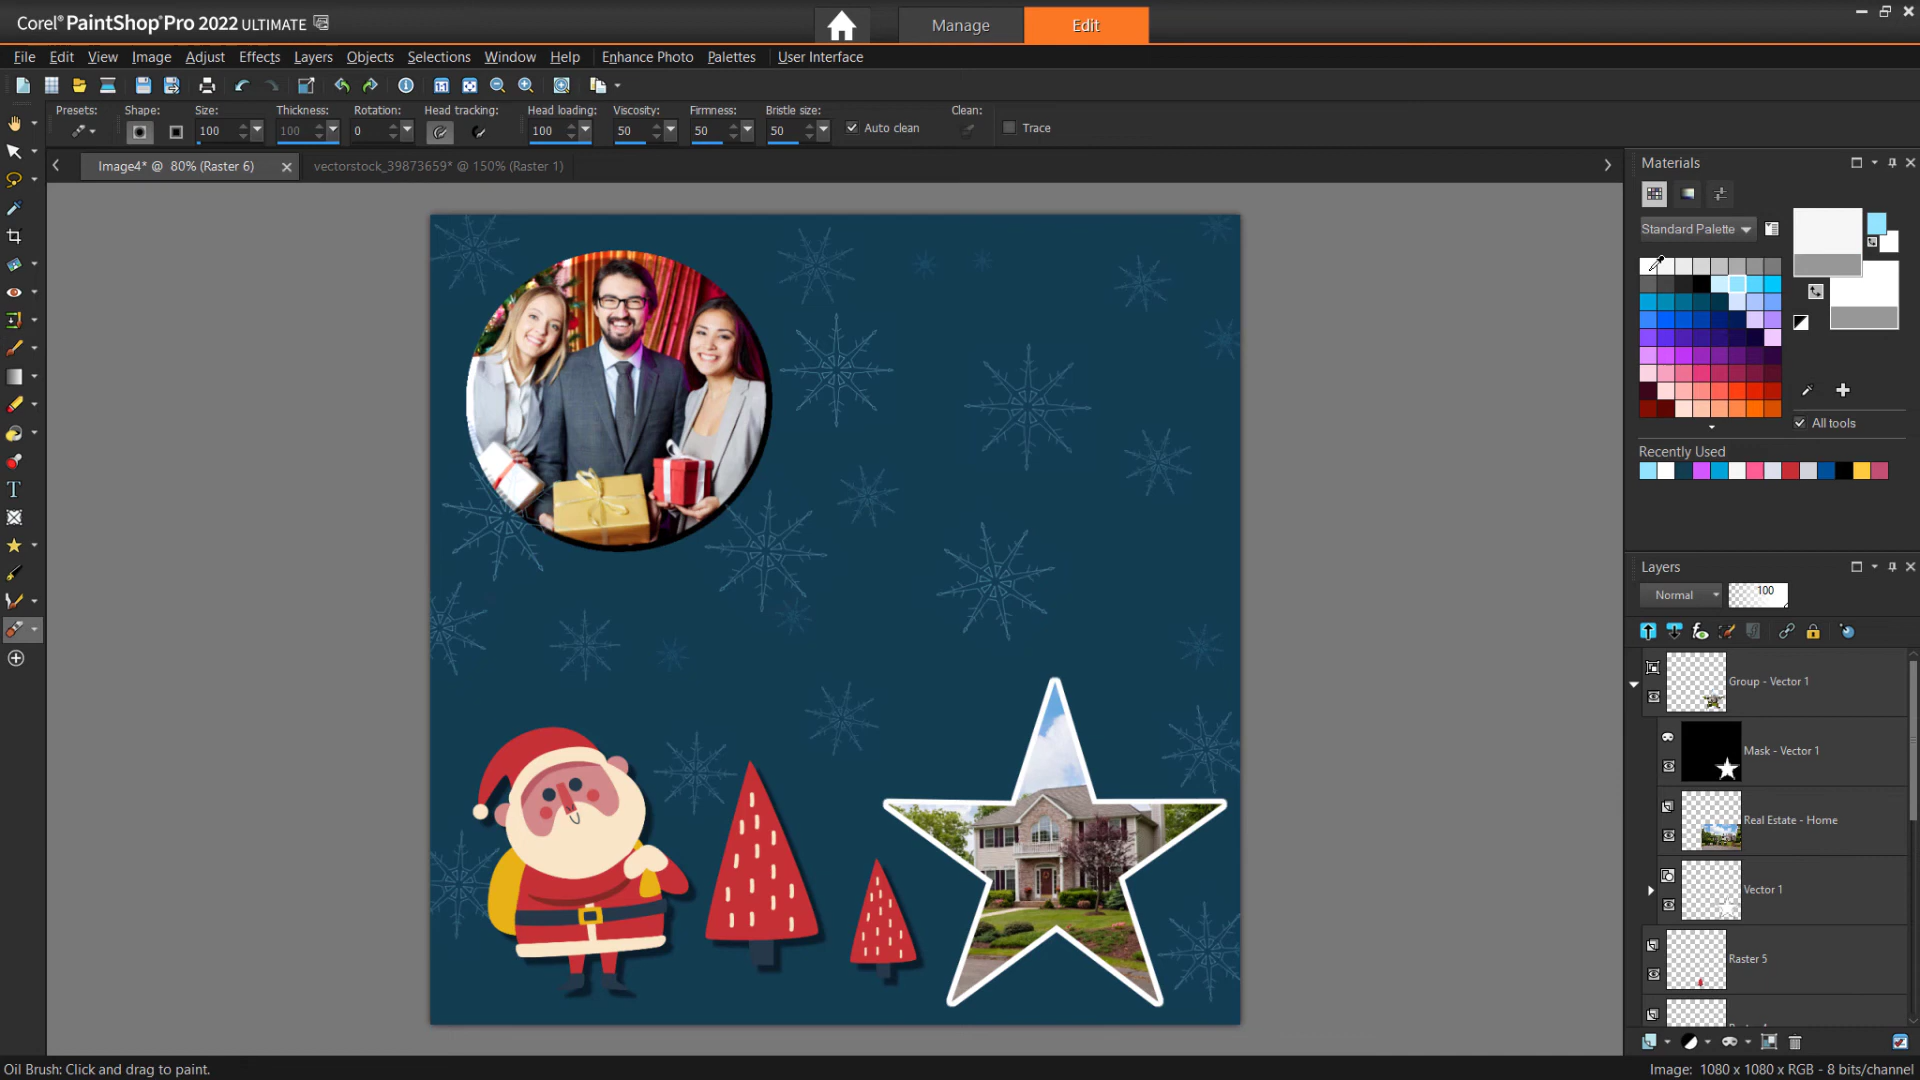 Corel® PaintShop® Pro 2022 ULTIMATE
Manage
Edit
File Edit View Image Adjust Effects Layers Objects Selections Window Help Enhance Photo Palettes User Interface
Presets: Shape: Size: Thickness: Rotation: Head tracking: Head loading: Viscosity: Firmness: Bristle size: Clean:
100 100 0 100 50 50 50 Auto clean Trace
Image4* @ 80% (Raster 6)
vectorstock_39873659* @ 150% (Raster 1)
Materials
Standard Palette
All tools
Recently Used
Layers
Normal 100
Group - Vector 1
Mask - Vector 1
Real Estate - Home
Vector 1
Raster 5
Oil Brush: Click and drag to paint.
Image: 1080 x 1080 x RGB - 8 bits/channel